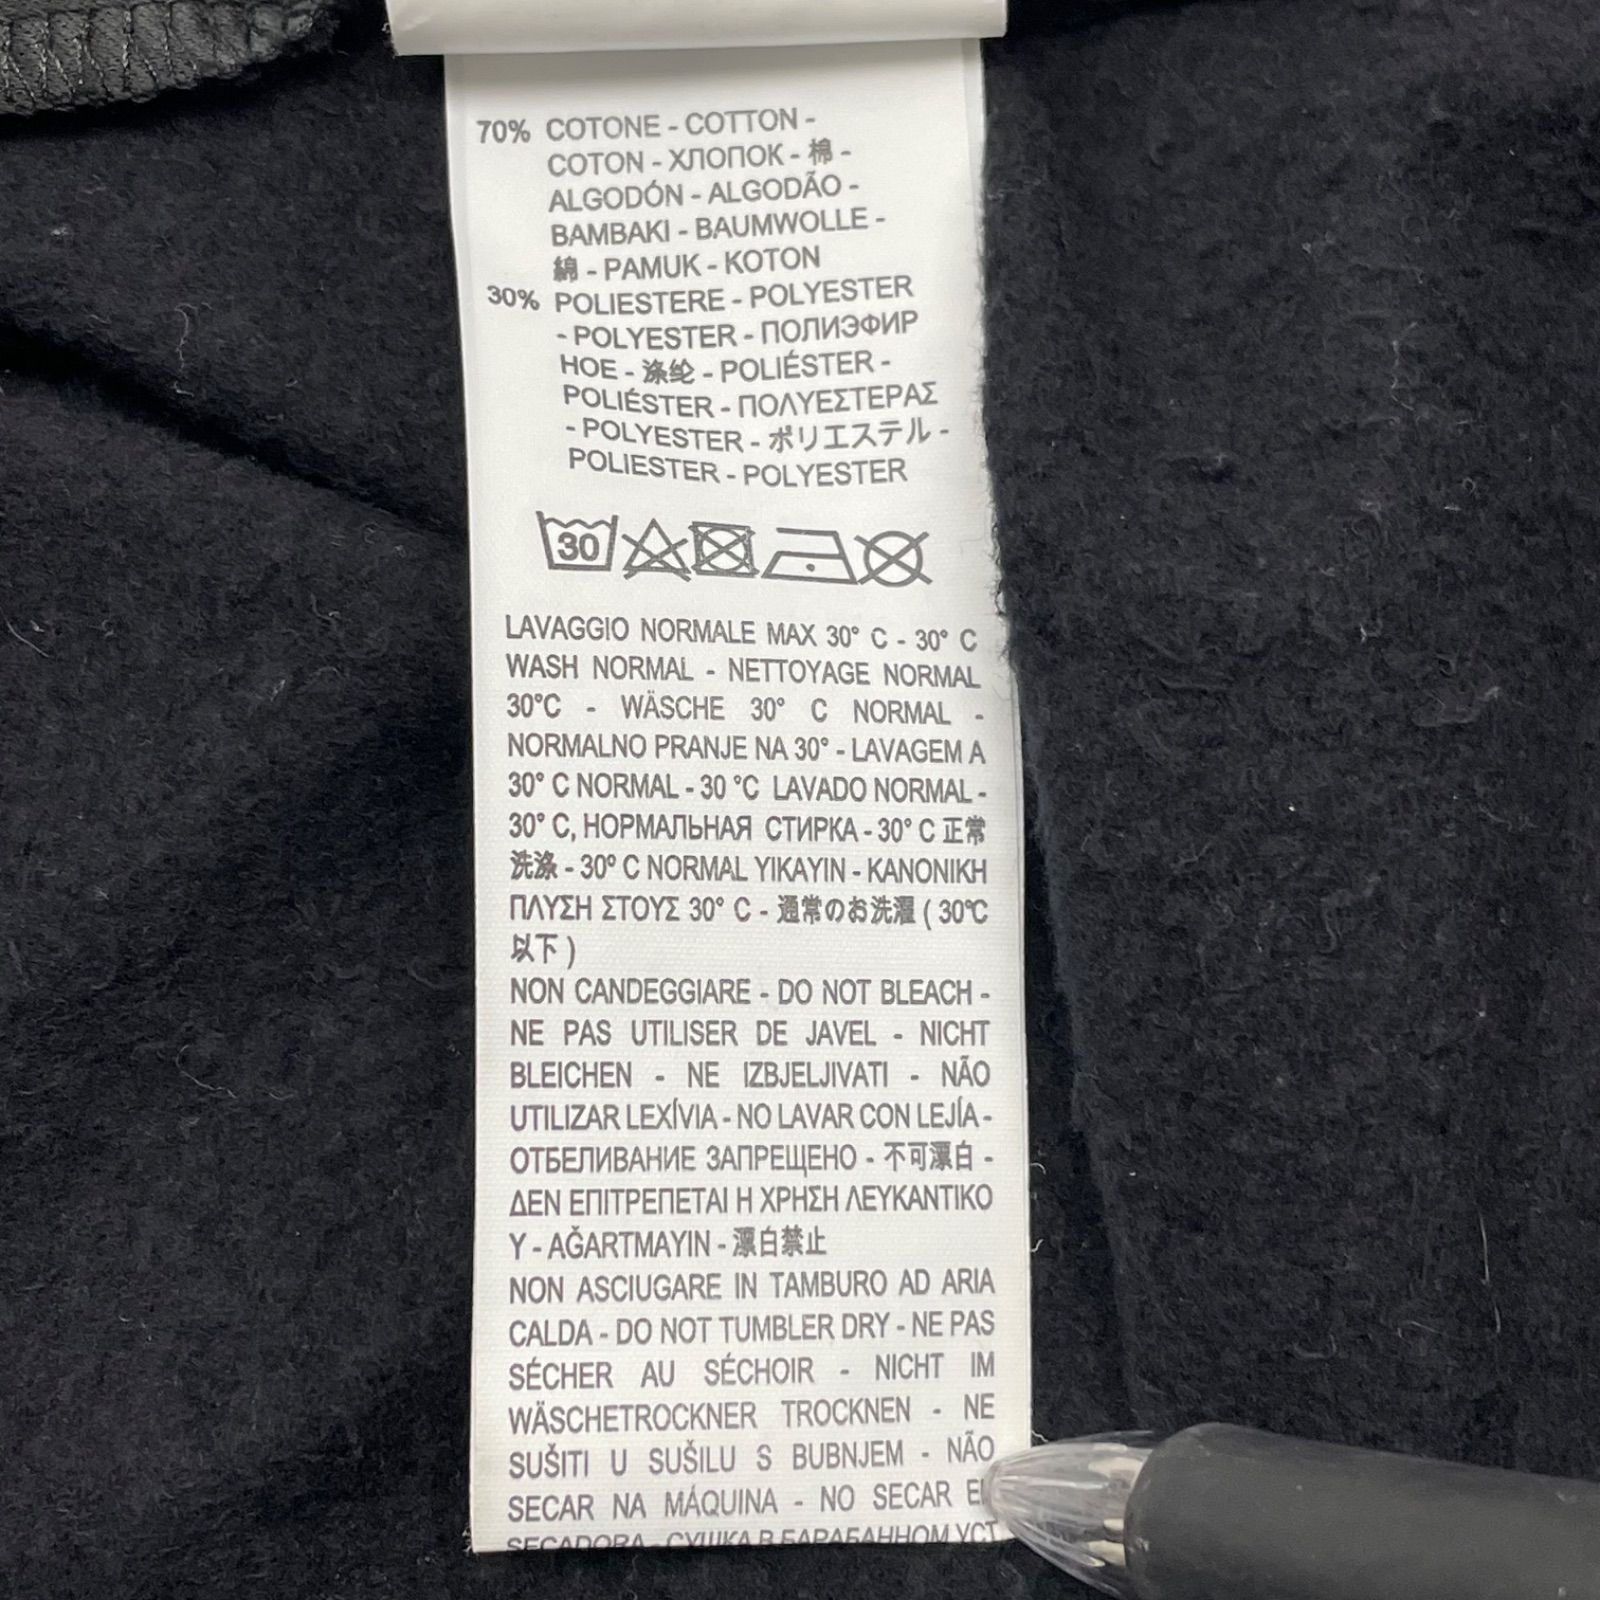 70% COTONE - COTTON -
COTON - ХЛОПОК - 棉 -
ALGODÓN - ALGODÃO -
BAMBAKI - BAUMWOLLE -
綿 - PAMUK - KOTON
30% POLIESTERE - POLYESTER
- POLYESTER - ПОЛИЭФИР
НОЕ - 涤纶 - POLIÉSTER -
POLIÉSTER - ΠΟΛΥΕΣΤΕΡΑΣ
- POLYESTER - ポリエステル -
POLIESTER - POLYESTER
30
LAVAGGIO NORMALE MAX 30° C - 30° C
WASH NORMAL - NETTOYAGE NORMAL
30°C - WÄSCHE 30° C NORMAL -
NORMALNO PRANJE NA 30° - LAVAGEM A
30° C NORMAL - 30 °C LAVADO NORMAL -
30° C, НОРМАЛЬНАЯ СТИРКА - 30° C 正常
洗涤 - 30º C NORMAL YIKAYIN - ΚΑΝΟΝΙΚΗ
ΠΛΥΣΗ ΣΤΟΥΣ 30° C - 通常のお洗濯 ( 30℃
以下 )
NON CANDEGGIARE - DO NOT BLEACH -
NE PAS UTILISER DE JAVEL - NICHT
BLEICHEN - NE IZBJELJIVATI - NÃO
UTILIZAR LEXÍVIA - NO LAVAR CON LEJÍA -
ОТБЕЛИВАНИЕ ЗАПРЕЩЕНО - 不可漂白 -
ΔΕΝ ΕΠΙΤΡΕΠΕΤΑΙ Η ΧΡΗΣΗ ΛΕΥΚΑΝΤΙΚΟ
Υ - AĞARTMAYIN - 漂白禁止
NON ASCIUGARE IN TAMBURO AD ARIA
CALDA - DO NOT TUMBLER DRY - NE PAS
SÉCHER AU SÉCHOIR - NICHT IM
WÄSCHETROCKNER TROCKNEN - NE
SUŠITI U SUŠILU S BUBNJEM - NÃO
SECAR NA MÁQUINA - NO SECAR
SECADORA - СУШКА В БАРАБАННОМ УСТ